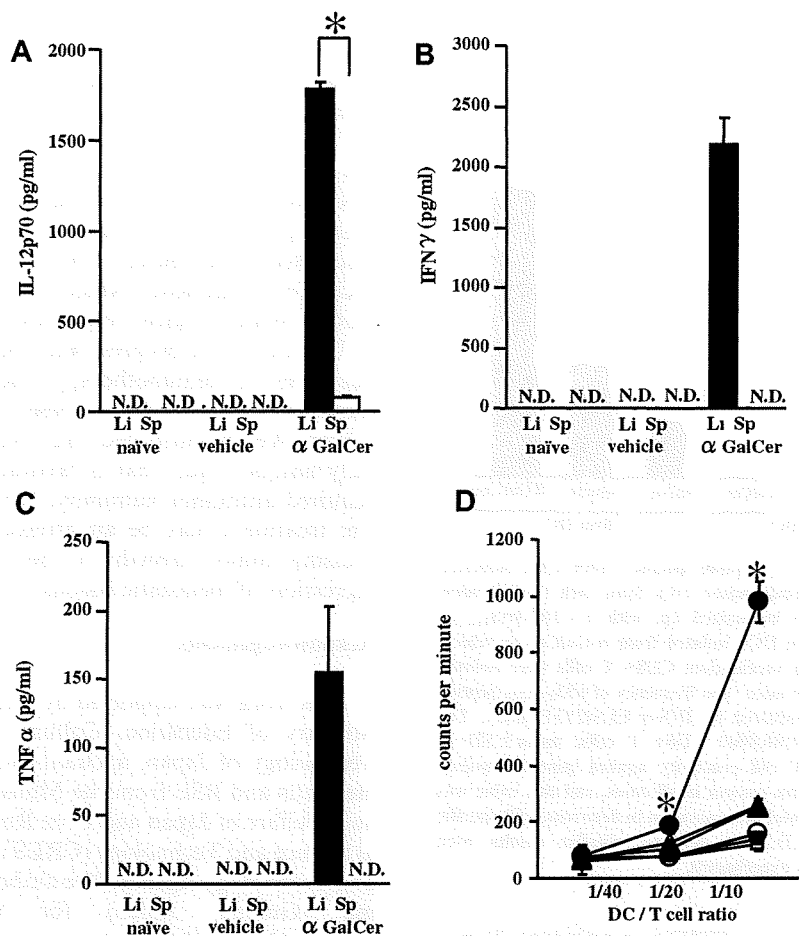 A
*
2000
1500
1000
500
0
IL-12p70 (pg/ml)
N.D. N.D . N.D. N.D.
Li Sp Li Sp Li Sp
naïve vehicle α GalCer
B
3000
2500
2000
1500
1000
500
0
IFNγ (pg/ml)
N.D. N.D. N.D. N.D. N.D.
Li Sp Li Sp Li Sp
naïve vehicle α GalCer
C
250
200
150
100
50
0
TNFα (pg/ml)
N.D. N.D. N.D. N.D. N.D.
Li Sp Li Sp Li Sp
naïve vehicle α GalCer
D
1200
1000
800
600
400
200
0
counts per minute
*
*
1/40 1/20 1/10
DC / T cell ratio